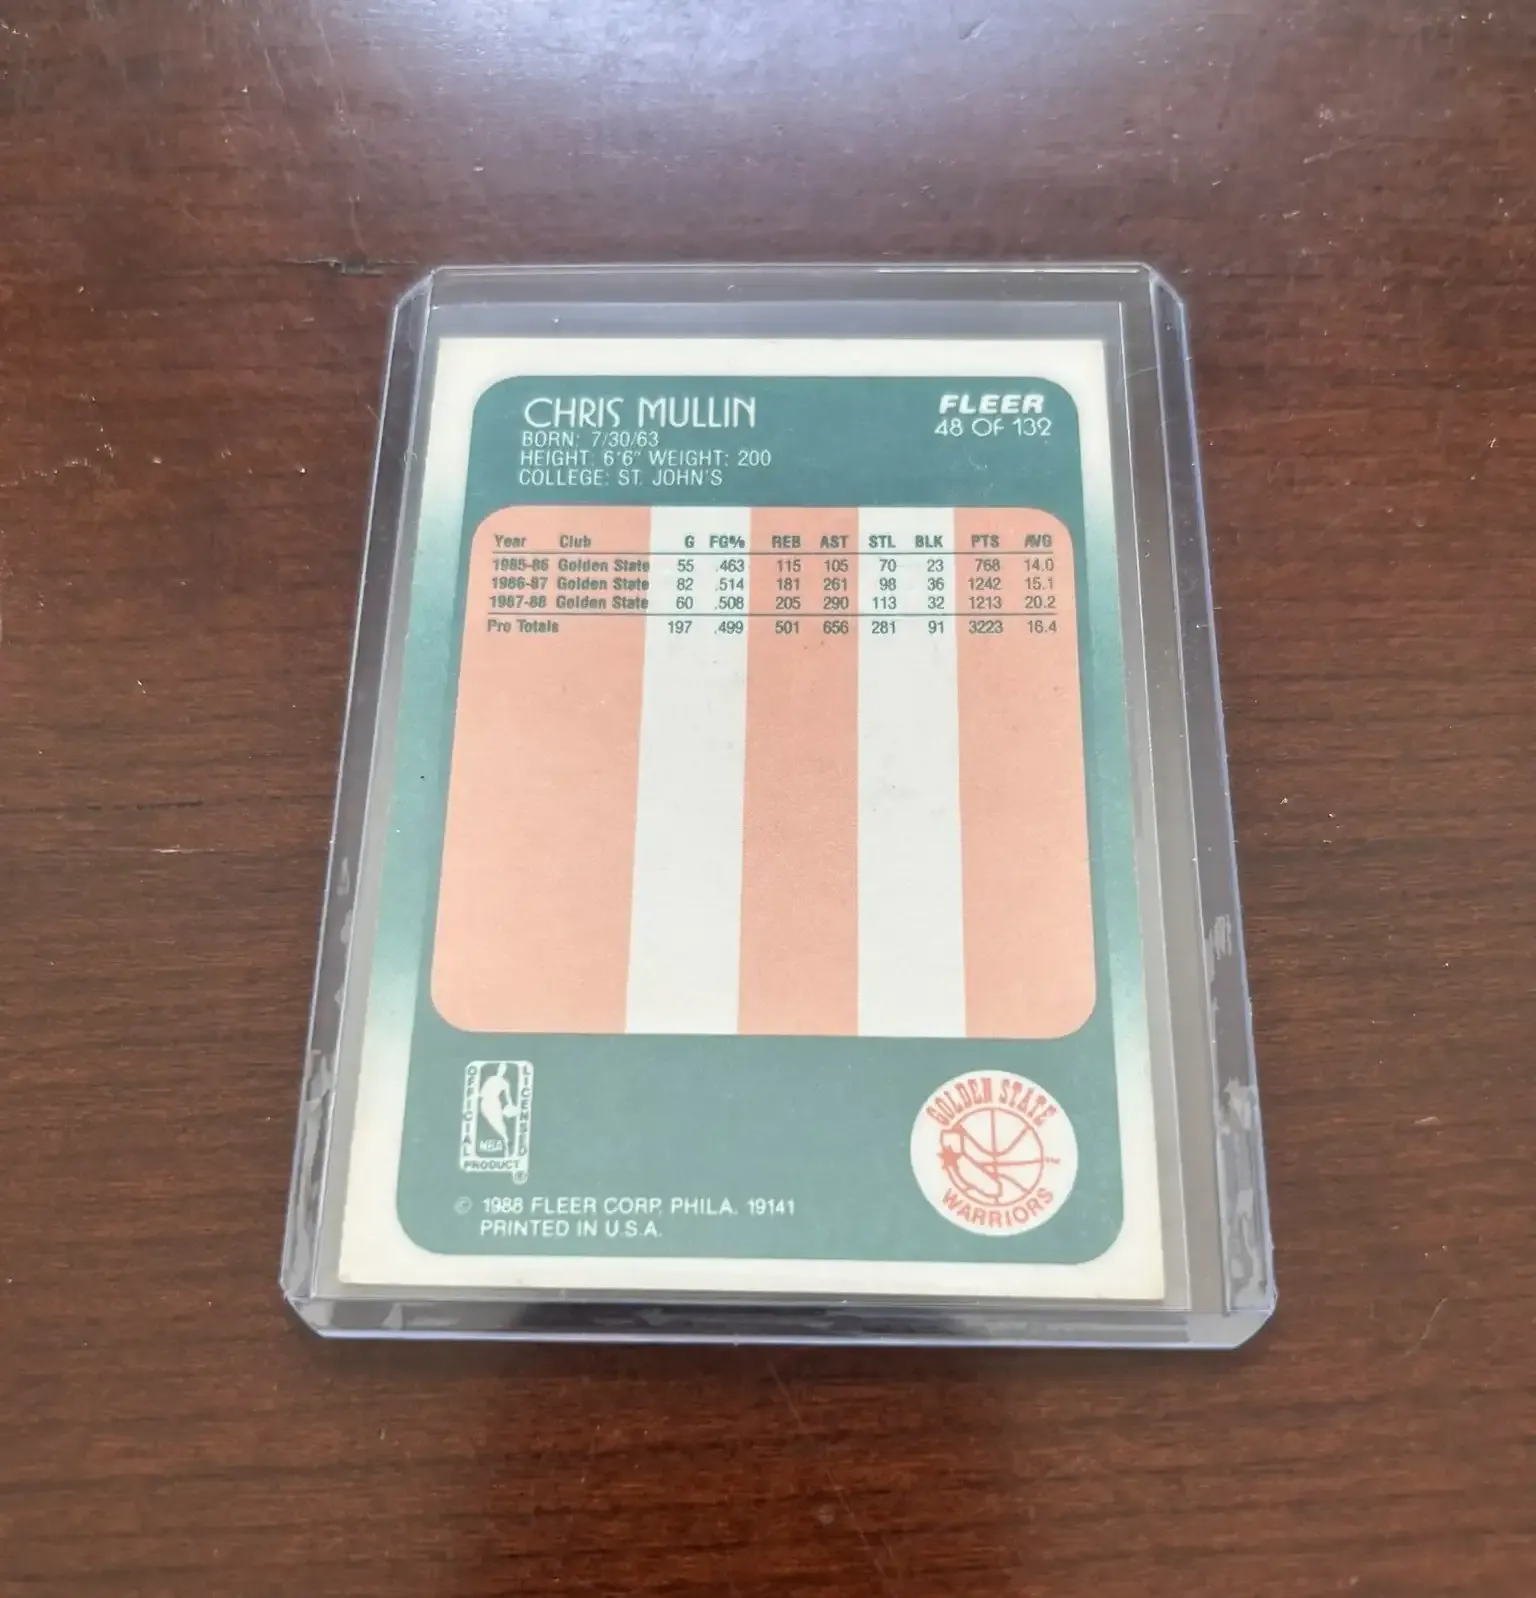 CHRIS MULLIN
BORN: 7/30/63
HEIGHT: 6'6" WEIGHT: 200
COLLEGE: ST. JOHN'S
FLEER
48 OF 132
Year Club G FG% REB AST STL BLK PTS AVG
1985-86 Golden State 55 .463 115 105 70 23 768 14.0
1986-87 Golden State 82 .514 181 261 98 36 1242 15.1
1987-88 Golden State 60 .508 205 290 113 32 1213 20.2
Pro Totals 197 .499 501 656 281 91 3223 16.4
OFFICIAL LICENSED
NBA
PRODUCT ®
GOLDEN STATE
WARRIORS ™
© 1988 FLEER CORP. PHILA. 19141
PRINTED IN U.S.A.